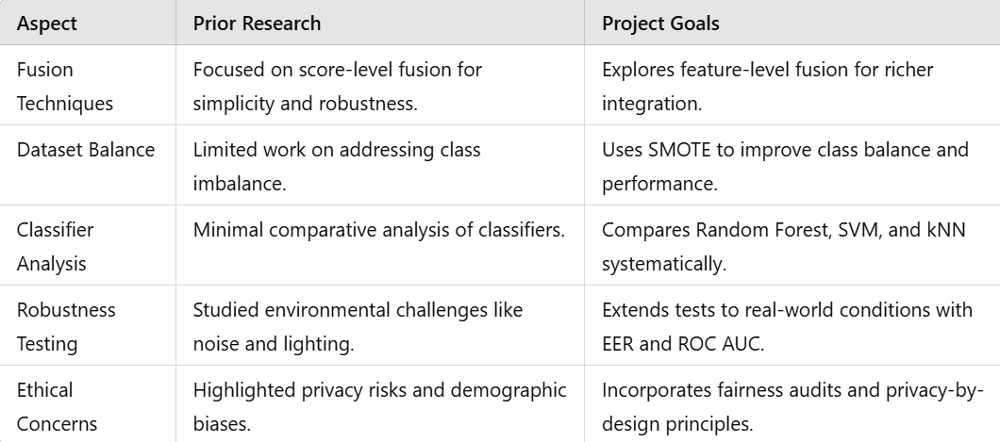 Aspect Prior Research Project Goals
Fusion Techniques Focused on score-level fusion for simplicity and robustness. Explores feature-level fusion for richer integration.
Dataset Balance Limited work on addressing class imbalance. Uses SMOTE to improve class balance and performance.
Classifier Analysis Minimal comparative analysis of classifiers. Compares Random Forest, SVM, and kNN systematically.
Robustness Testing Studied environmental challenges like noise and lighting. Extends tests to real-world conditions with EER and ROC AUC.
Ethical Concerns Highlighted privacy risks and demographic biases. Incorporates fairness audits and privacy-by-design principles.